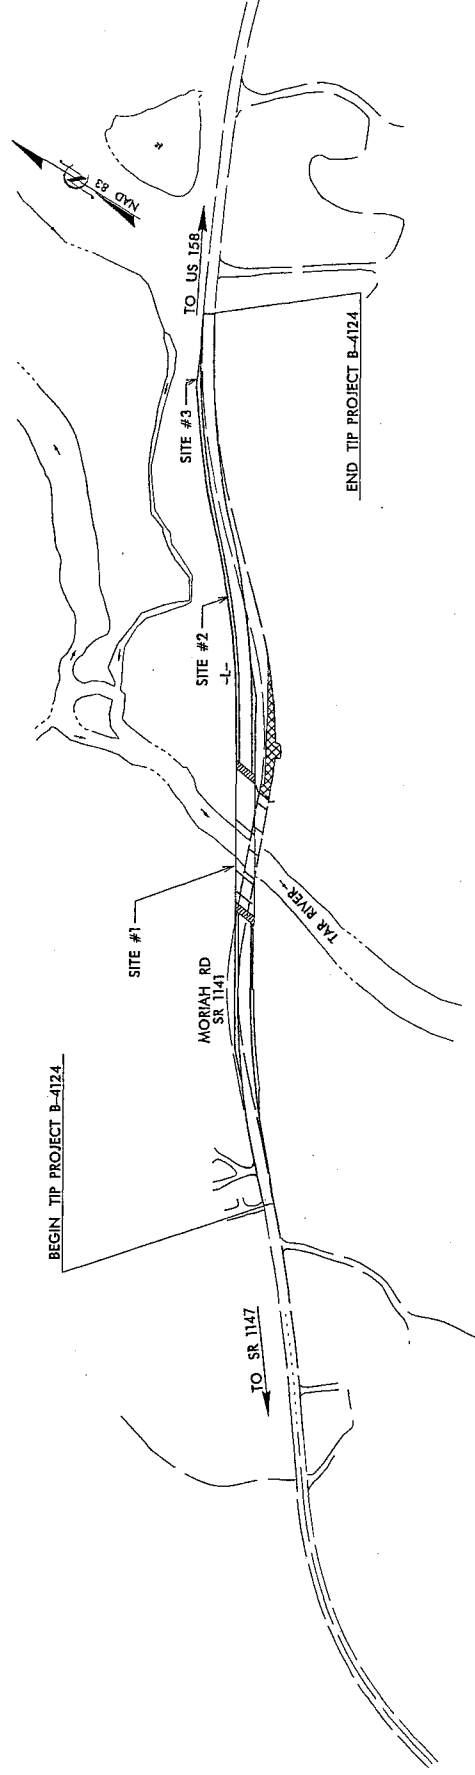 BEGIN TIP PROJECT B-4124
TO SR 1147
MORIAH RD
SR 1141
SITE #1
TAR RIVER
-L-
SITE #2
SITE #3
TO US 158
END TIP PROJECT B-4124
NAD 83
N